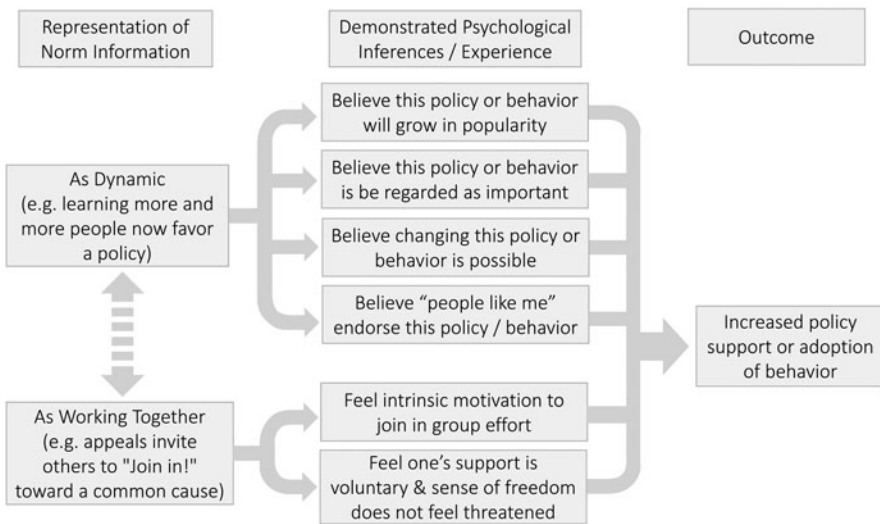 Representation of
Norm Information
Demonstrated Psychological
Inferences / Experience
Outcome
Believe this policy or behavior
will grow in popularity
Believe this policy or behavior
is be regarded as important
As Dynamic
(e.g. learning more and
more people now favor
a policy)
Believe changing this policy or
behavior is possible
Believe “people like me”
endorse this policy / behavior
Increased policy
support or adoption
of behavior
As Working Together
(e.g. appeals invite
others to "Join in!"
toward a common cause)
Feel intrinsic motivation to
join in group effort
Feel one’s support is
voluntary & sense of freedom
does not feel threatened